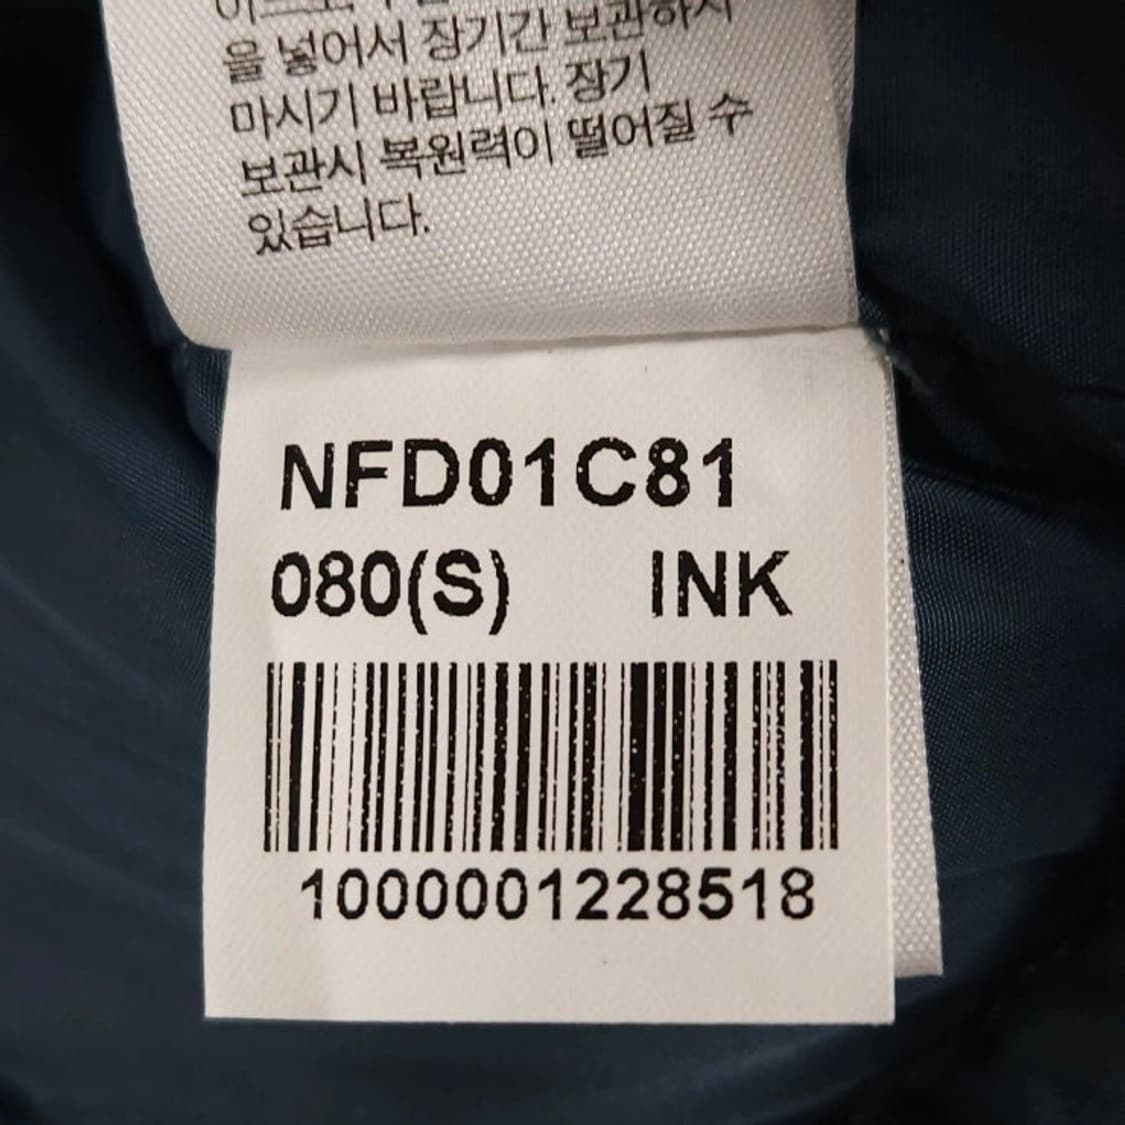 을 넣어서 장기간 보관하지
마시기 바랍니다. 장기
보관시 복원력이 떨어질 수
있습니다.
NFD01C81
080(S) INK
1000001228518